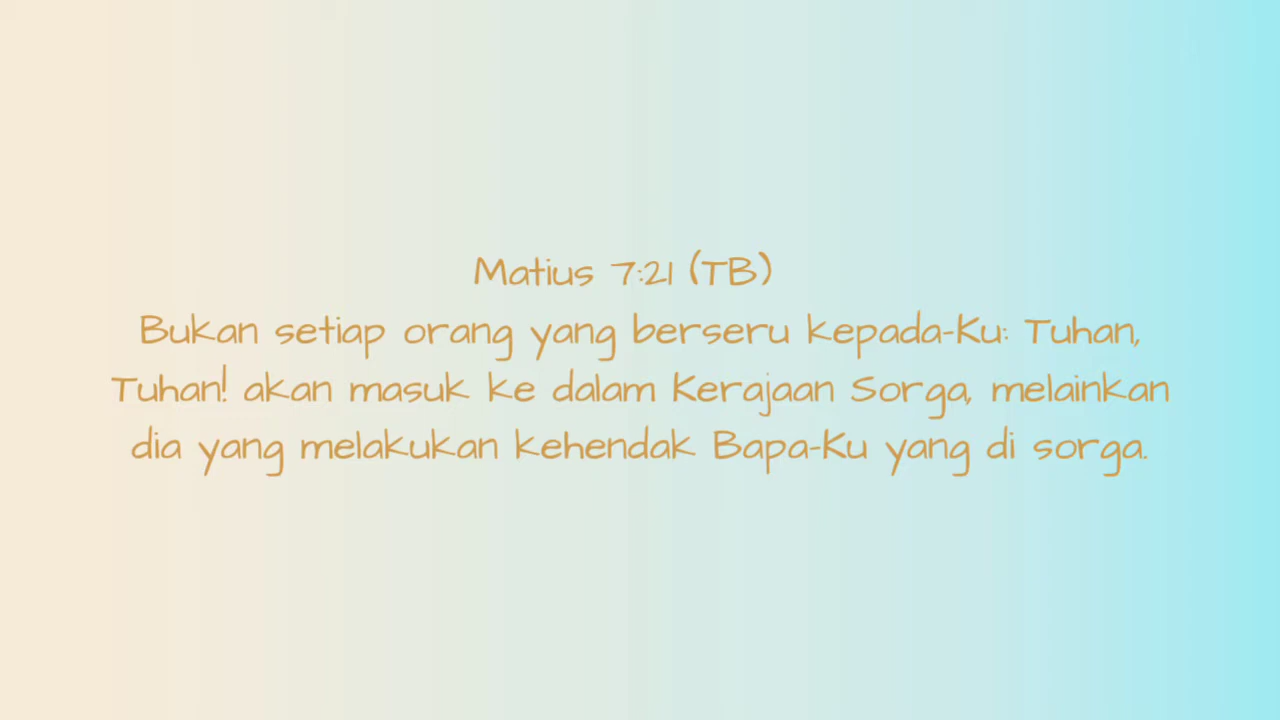 Matius 7:21 (TB)
Bukan setiap orang yang berseru kepada-Ku: Tuhan,
Tuhan! akan masuk ke dalam Kerajaan Sorga, melainkan
dia yang melakukan kehendak Bapa-Ku yang di sorga.